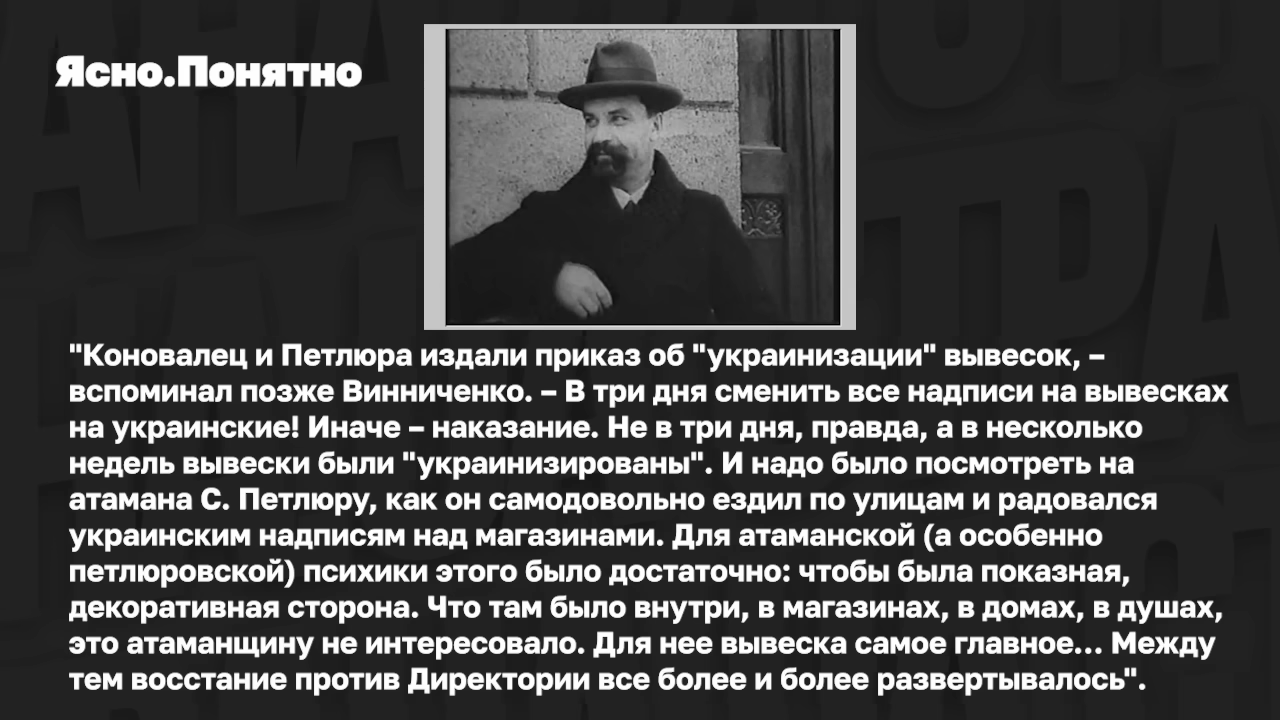 Ясно.Понятно
"Коновалец и Петлюра издали приказ об "украинизации" вывесок, –
вспоминал позже Винниченко. – В три дня сменить все надписи на вывесках
на украинские! Иначе – наказание. Не в три дня, правда, а в несколько
недель вывески были "украинизированы". И надо было посмотреть на
атамана С. Петлюру, как он самодовольно ездил по улицам и радовался
украинским надписям над магазинами. Для атаманской (а особенно
петлюровской) психики этого было достаточно: чтобы была показная,
декоративная сторона. Что там было внутри, в магазинах, в домах, в душах,
это атаманщину не интересовало. Для нее вывеска самое главное... Между
тем восстание против Директории все более и более развертывалось".